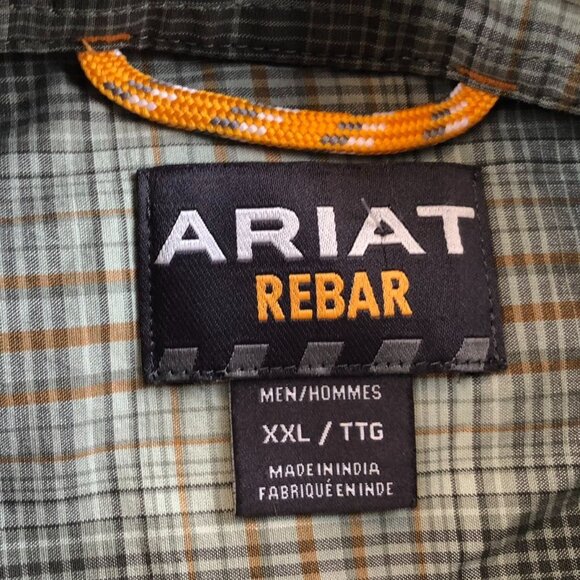 ARIAT
REBAR
MEN/HOMMES
XXL / TTG
MADE IN INDIA
FABRIQUÉ EN INDE